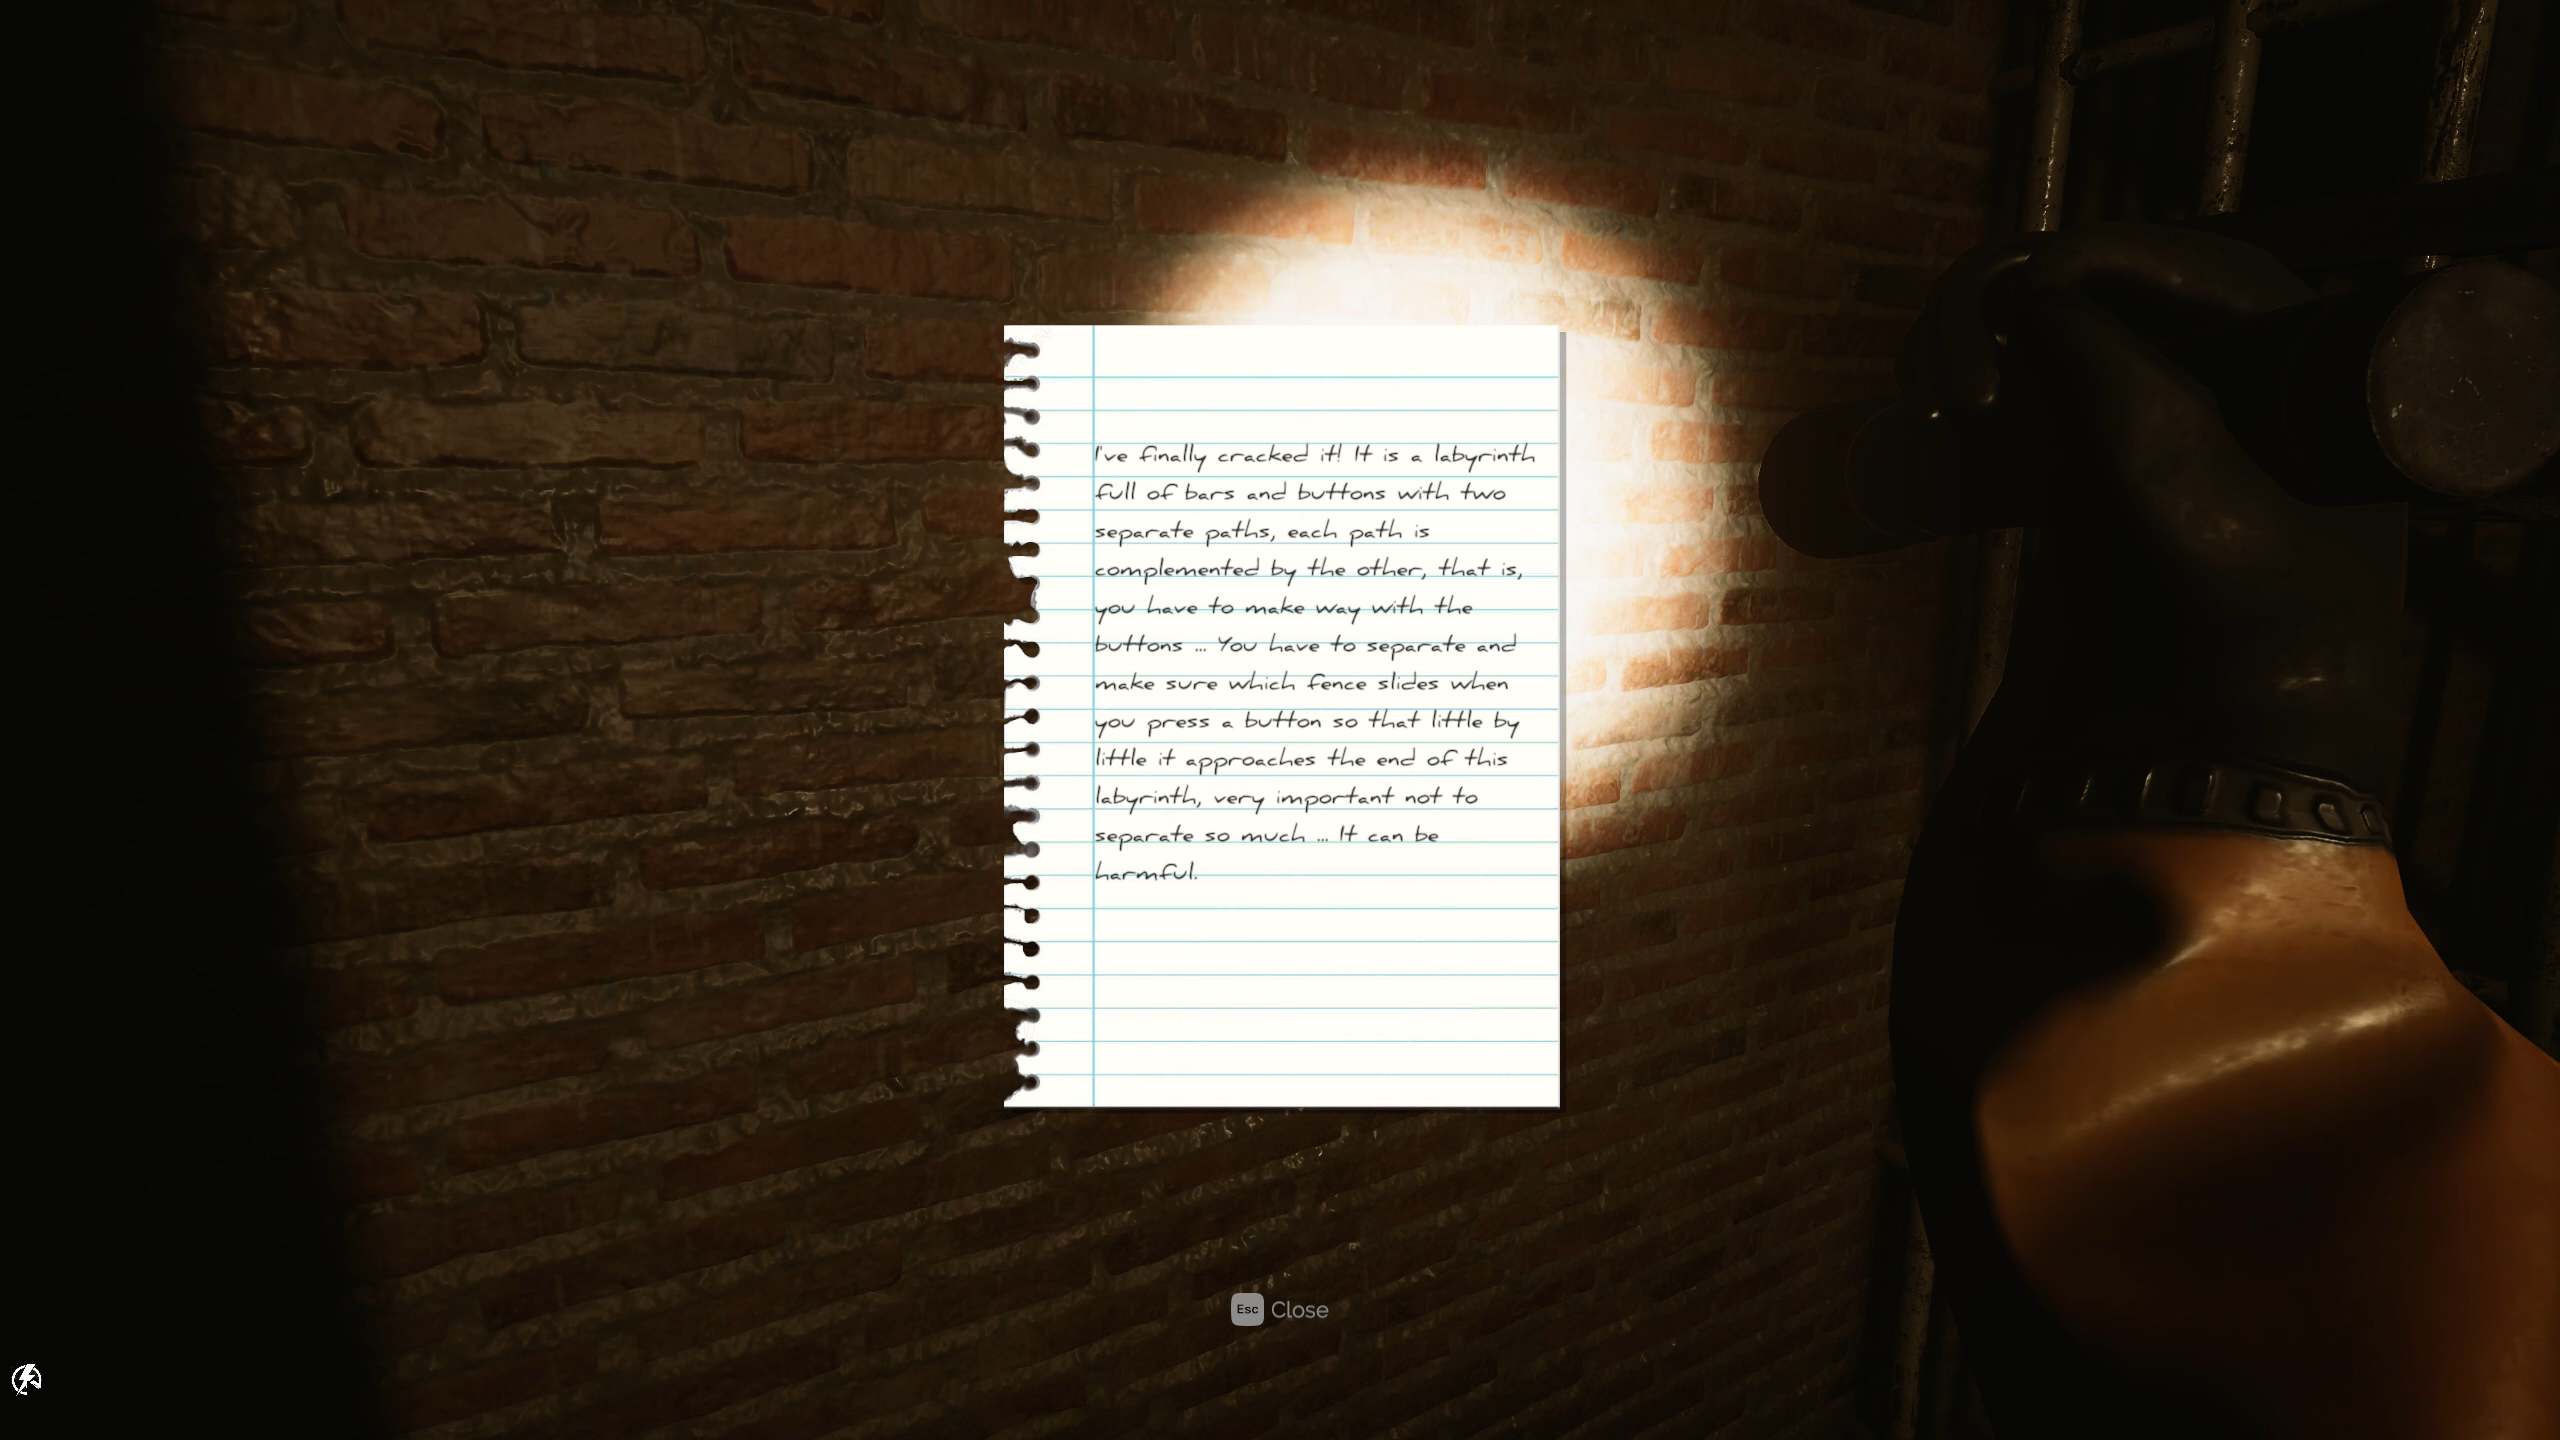 I've finally cracked it! It is a labyrinth
full of bars and buttons with two
separate paths, each path is
complemented by the other, that is,
you have to make way with the
buttons ... You have to separate and
make sure which fence slides when
you press a button so that little by
little it approaches the end of this
labyrinth, very important not to
separate so much ... It can be
harmful.
Esc Close